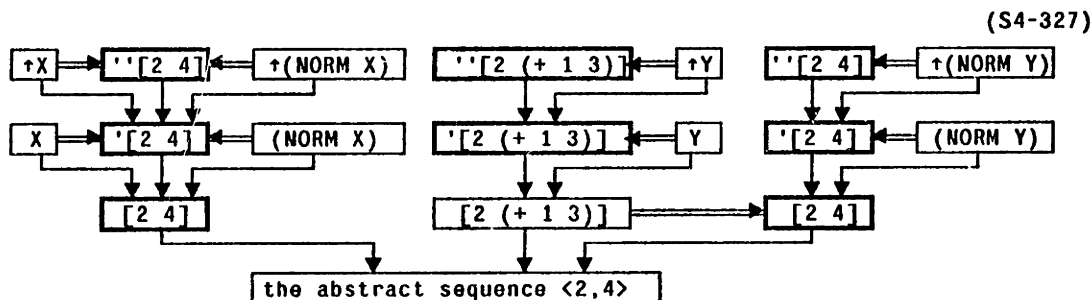 (S4-327)
↑X ''[2 4] ↑(NORM X) ''[2 (+ 1 3)] ↑Y ''[2 4] ↑(NORM Y)
X '[2 4] (NORM X) '[2 (+ 1 3)] Y '[2 4] (NORM Y)
[2 4] [2 (+ 1 3)] [2 4]
the abstract sequence <2,4>